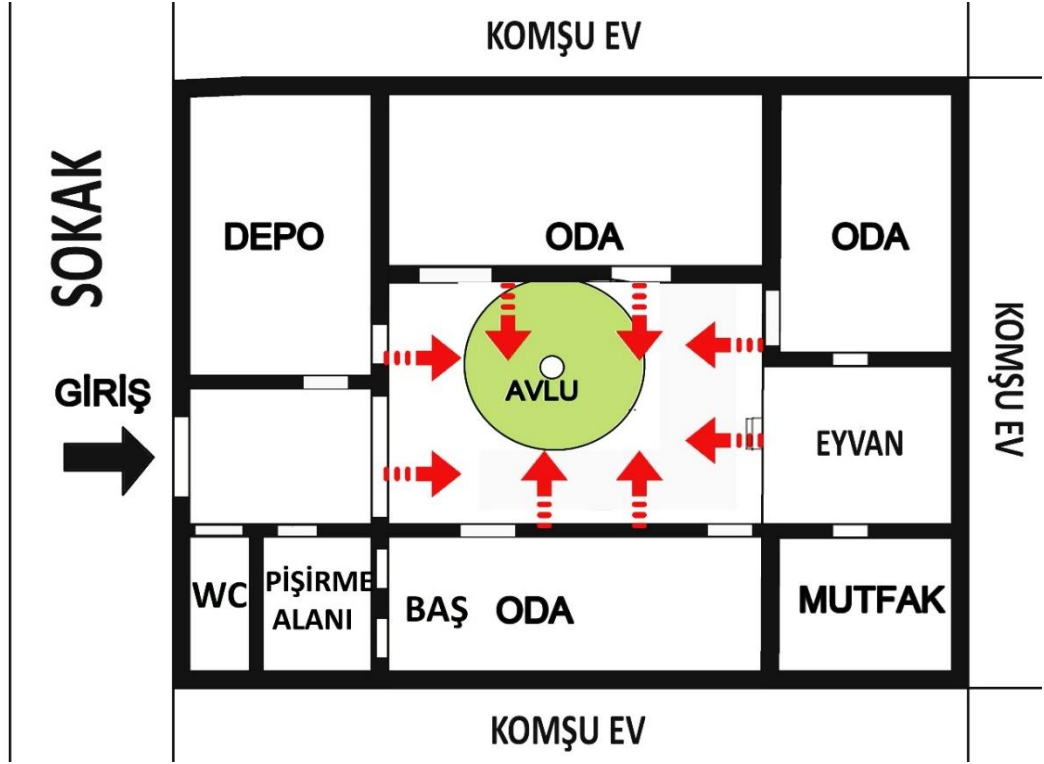 KOMŞU EV
SOKAK
DEPO
ODA
ODA
KOMŞU EV
GİRİŞ
AVLU
EYVAN
WC
PİŞİRME
ALANI
BAŞ ODA
MUTFAK
KOMŞU EV